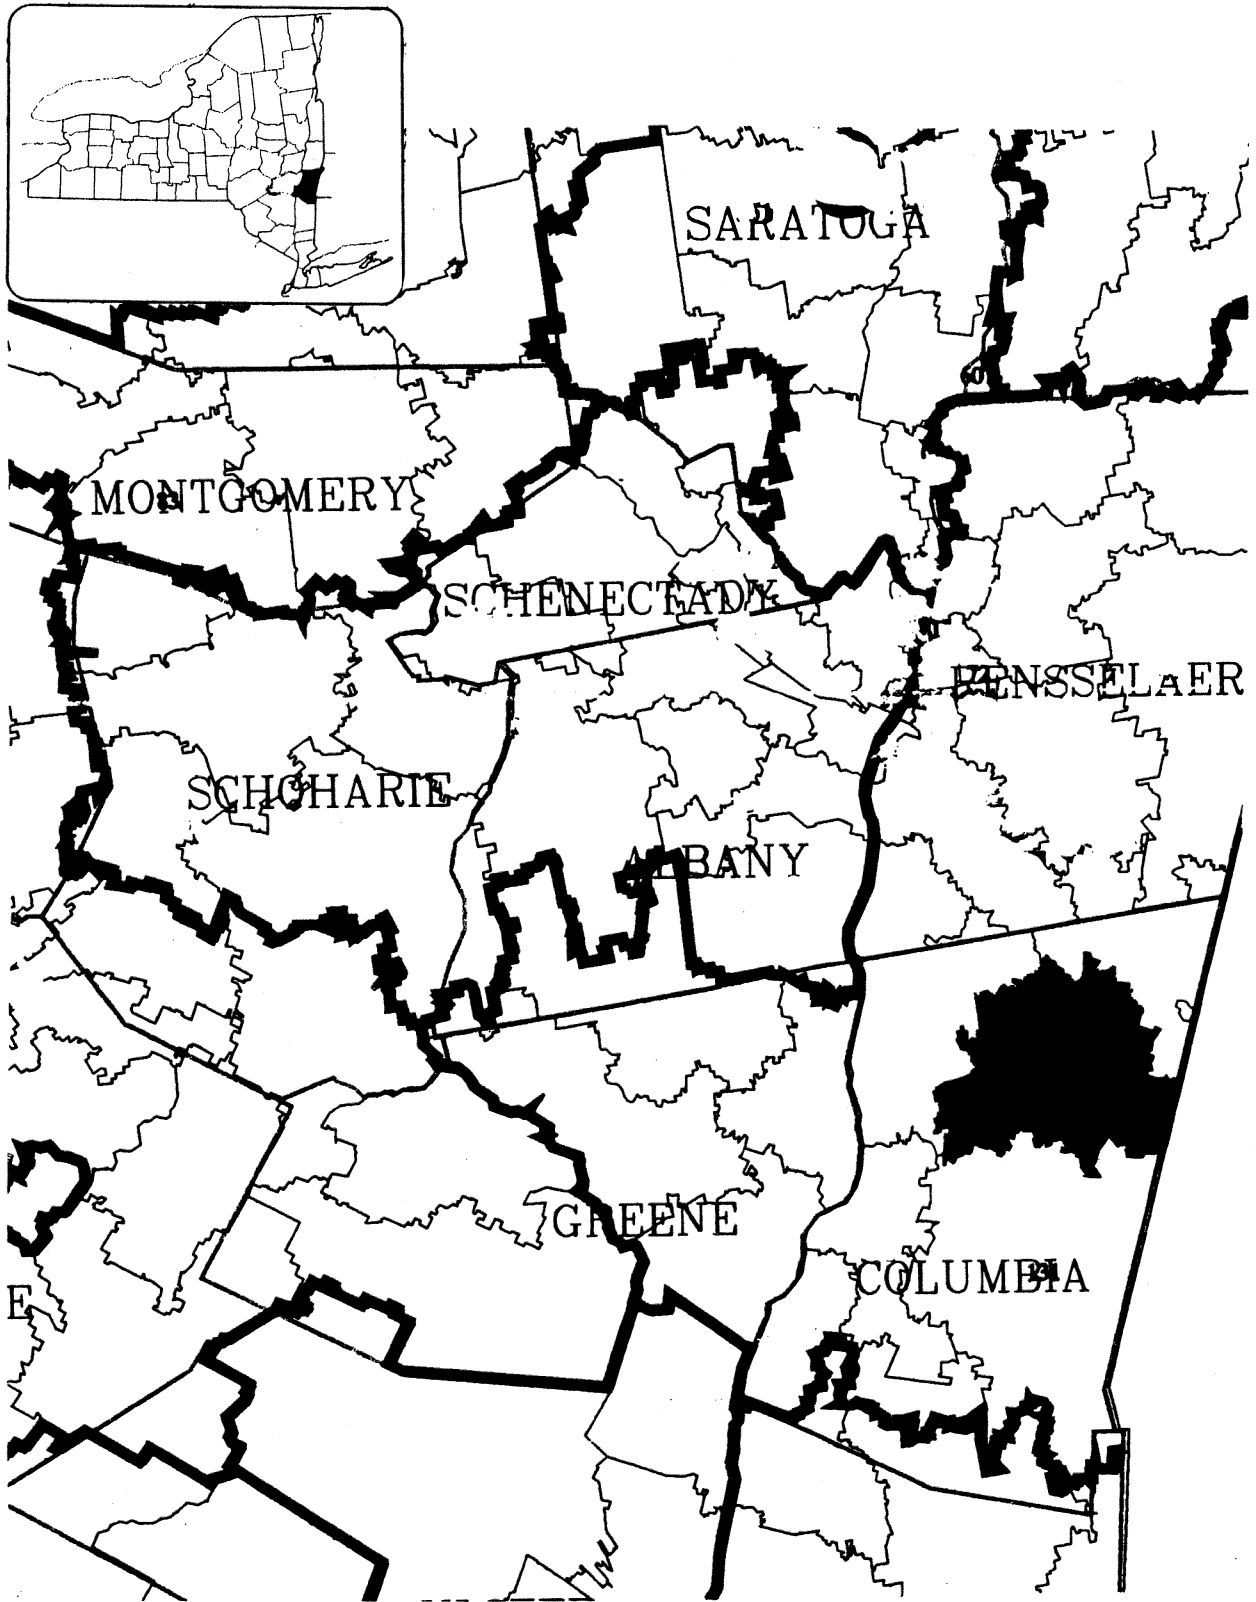 SARATOGA
MONTGOMERY
SCHENECTADY
RENSSELAER
SCHOHARIE
ALBANY
GREENE
COLUMBIA
E